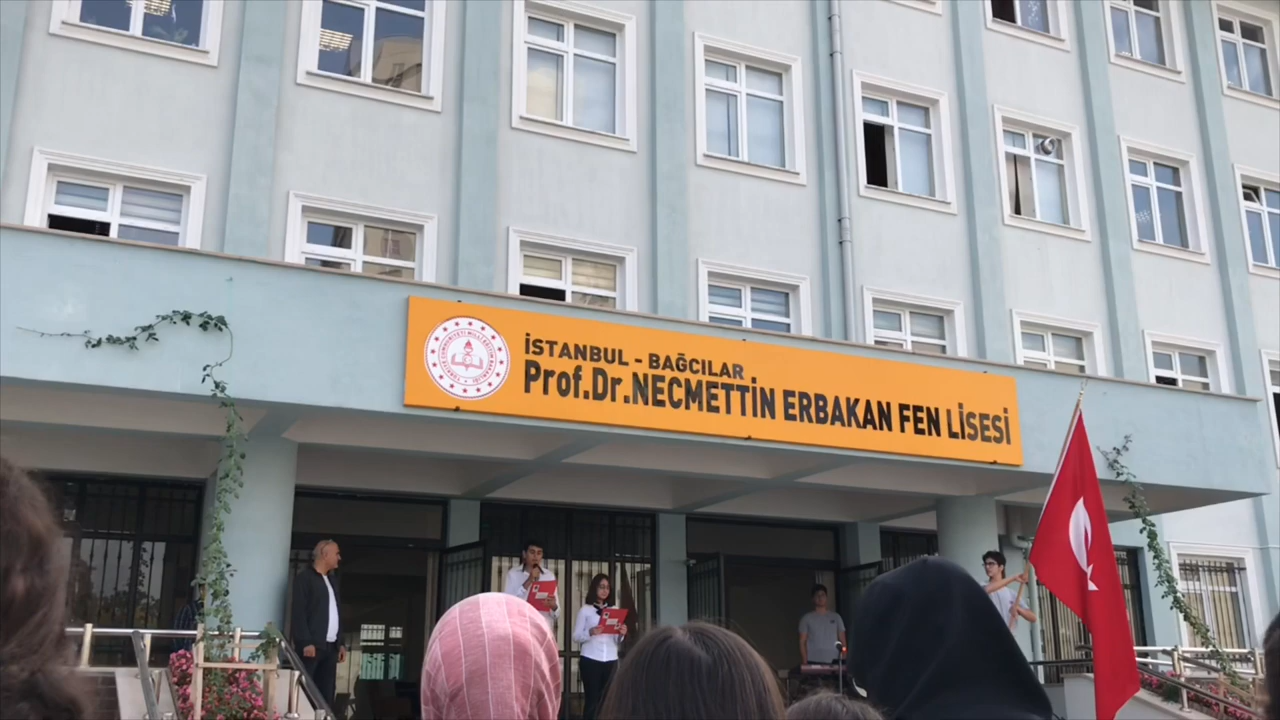 İSTANBUL - BAĞCILAR
Prof.Dr.NECMETTİN ERBAKAN FEN LİSESİ